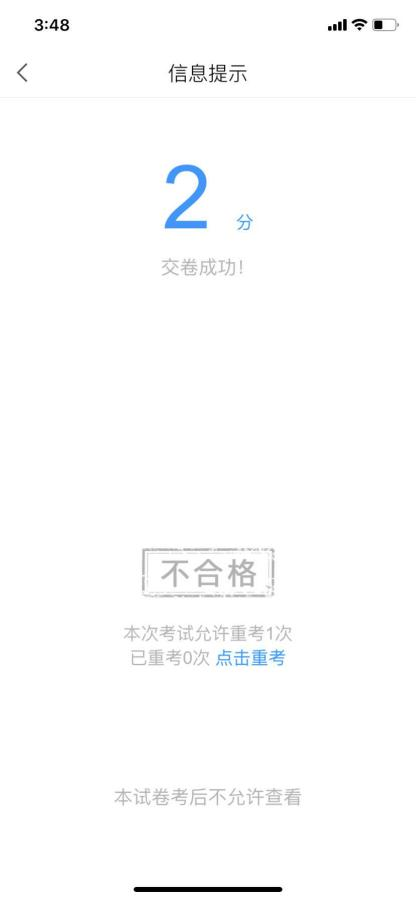 3:48
信息提示
2 分
交卷成功!
不合格
本次考试允许重考1次
已重考0次 点击重考
本试卷考后不允许查看